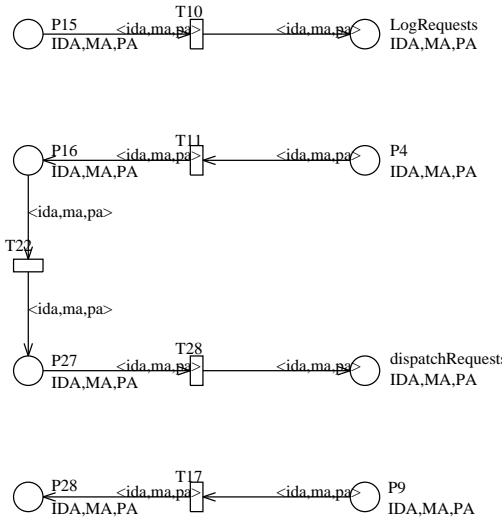 T10
P15 <ida,ma,pa> <ida,ma,pa> LogRequests
IDA,MA,PA IDA,MA,PA
T11
P16 <ida,ma,pa> <ida,ma,pa> P4
IDA,MA,PA IDA,MA,PA
<ida,ma,pa>
T22
<ida,ma,pa>
T28
P27 <ida,ma,pa> <ida,ma,pa> dispatchRequests
IDA,MA,PA IDA,MA,PA
T17
P28 <ida,ma,pa> <ida,ma,pa> P9
IDA,MA,PA IDA,MA,PA